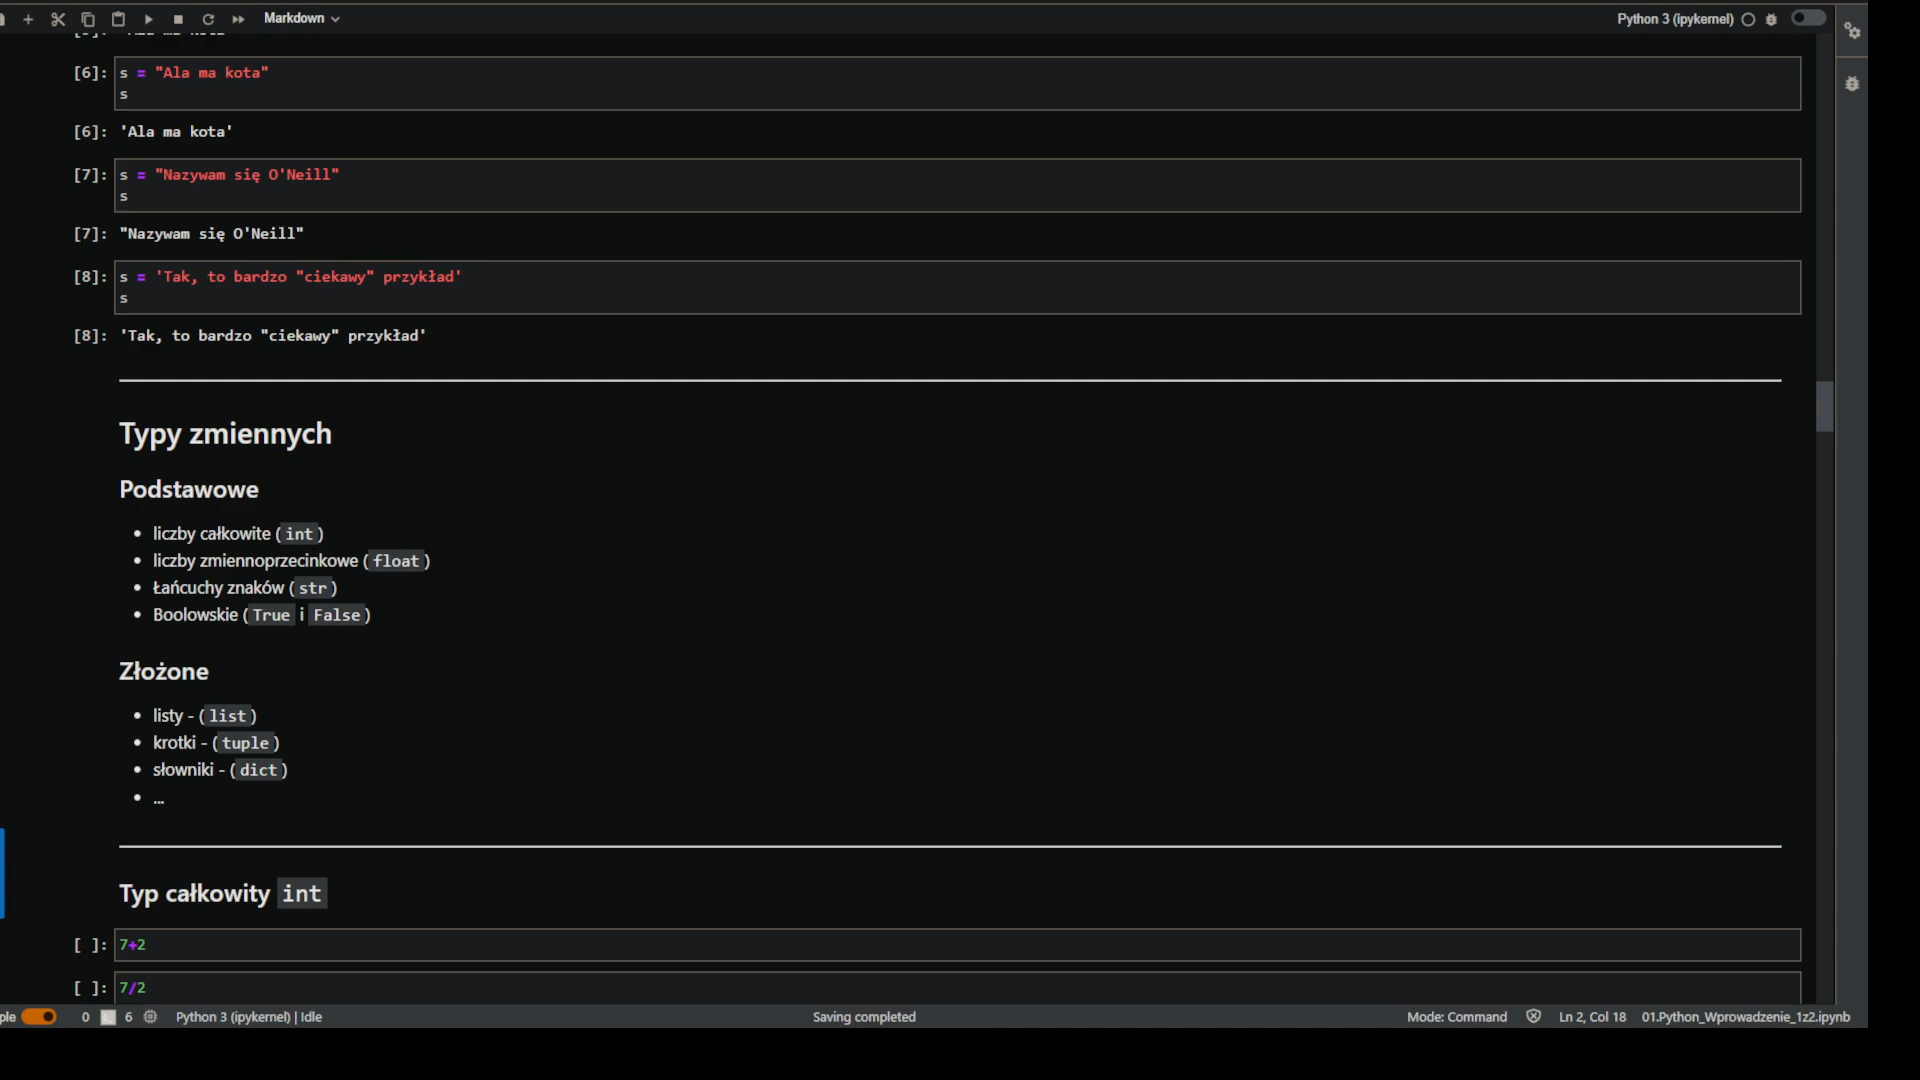 Markdown
Python 3 (ipykernel)
[6]: s = "Ala ma kota"
s
[6]: 'Ala ma kota'
[7]: s = "Nazywam się O'Neill"
s
[7]: "Nazywam się O'Neill"
[8]: s = 'Tak, to bardzo "ciekawy" przykład'
s
[8]: 'Tak, to bardzo "ciekawy" przykład'
Typy zmiennych
Podstawowe
• liczby całkowite ( int )
• liczby zmiennoprzecinkowe ( float )
• Łańcuchy znaków ( str )
• Boolowskie ( True i False )
Złożone
• listy - ( list )
• krotki - ( tuple )
• słowniki - ( dict )
• ...
Typ całkowity int
[ ]: 7+2
[ ]: 7/2
ple 0 6 Python 3 (ipykernel) | Idle Saving completed Mode: Command Ln 2, Col 18 01.Python_Wprowadzenie_1z2.ipynb